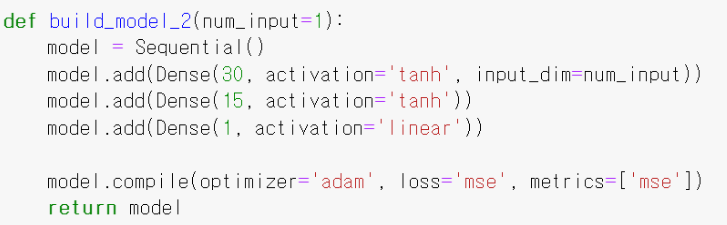 def build_model_2(num_input=1):
    model = Sequential()
    model.add(Dense(30, activation='tanh', input_dim=num_input))
    model.add(Dense(15, activation='tanh'))
    model.add(Dense(1, activation='linear'))

    model.compile(optimizer='adam', loss='mse', metrics=['mse'])
    return model